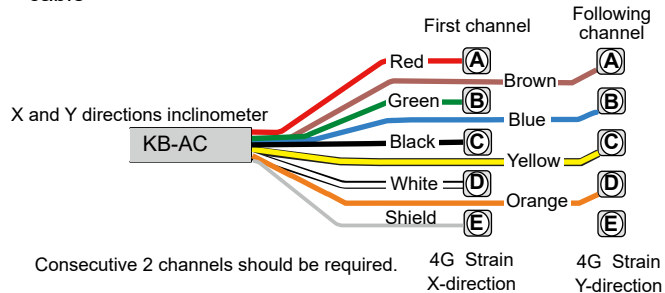 First channel
Following
channel
Red A
A
Brown
Green B
B
Blue
X and Y directions inclinometer
KB-AC
Black C
C
Yellow
White D
D
Orange
Shield E
E
Consecutive 2 channels should be required.
4G Strain
X-direction
4G Strain
Y-direction